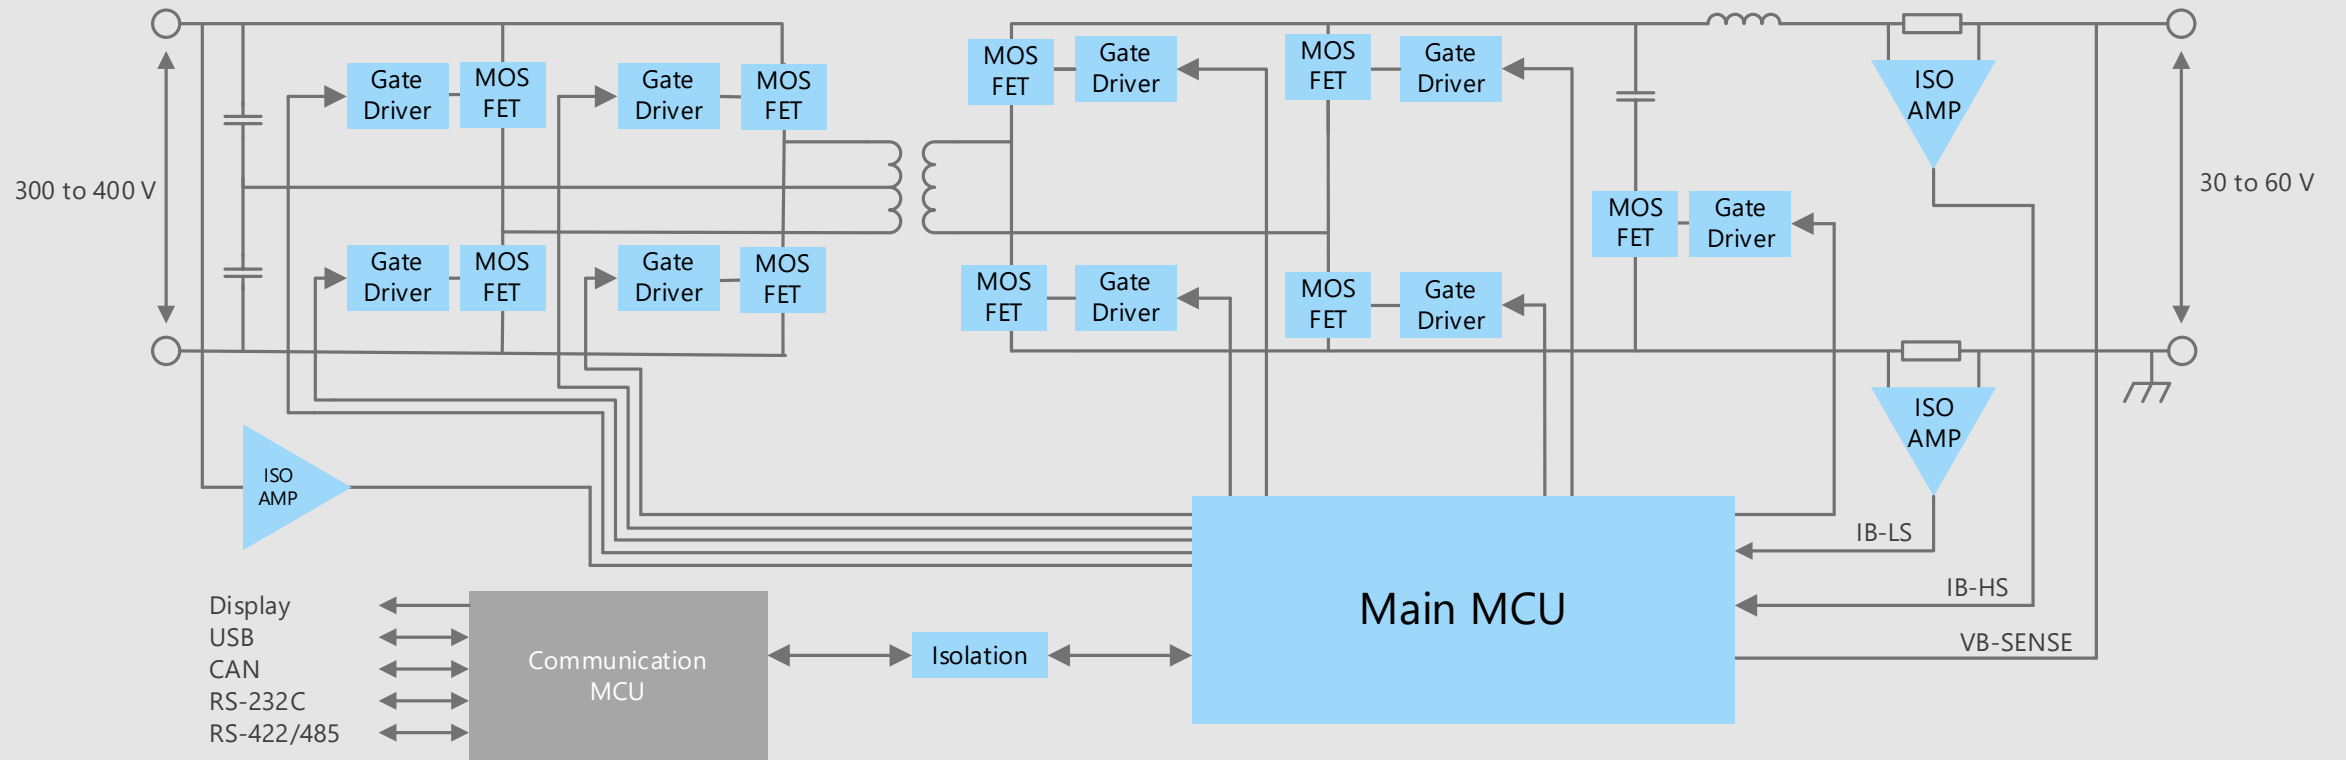 300 to 400 V
Gate
Driver
MOS
FET
Gate
Driver
MOS
FET
Gate
Driver
MOS
FET
Gate
Driver
MOS
FET
MOS
FET
Gate
Driver
MOS
FET
Gate
Driver
MOS
FET
Gate
Driver
MOS
FET
Gate
Driver
MOS
FET
Gate
Driver
ISO
AMP
30 to 60 V
ISO
AMP
ISO
AMP
IB-LS
IB-HS
VB-SENSE
Main MCU
Isolation
Communication
MCU
Display
USB
CAN
RS-232C
RS-422/485